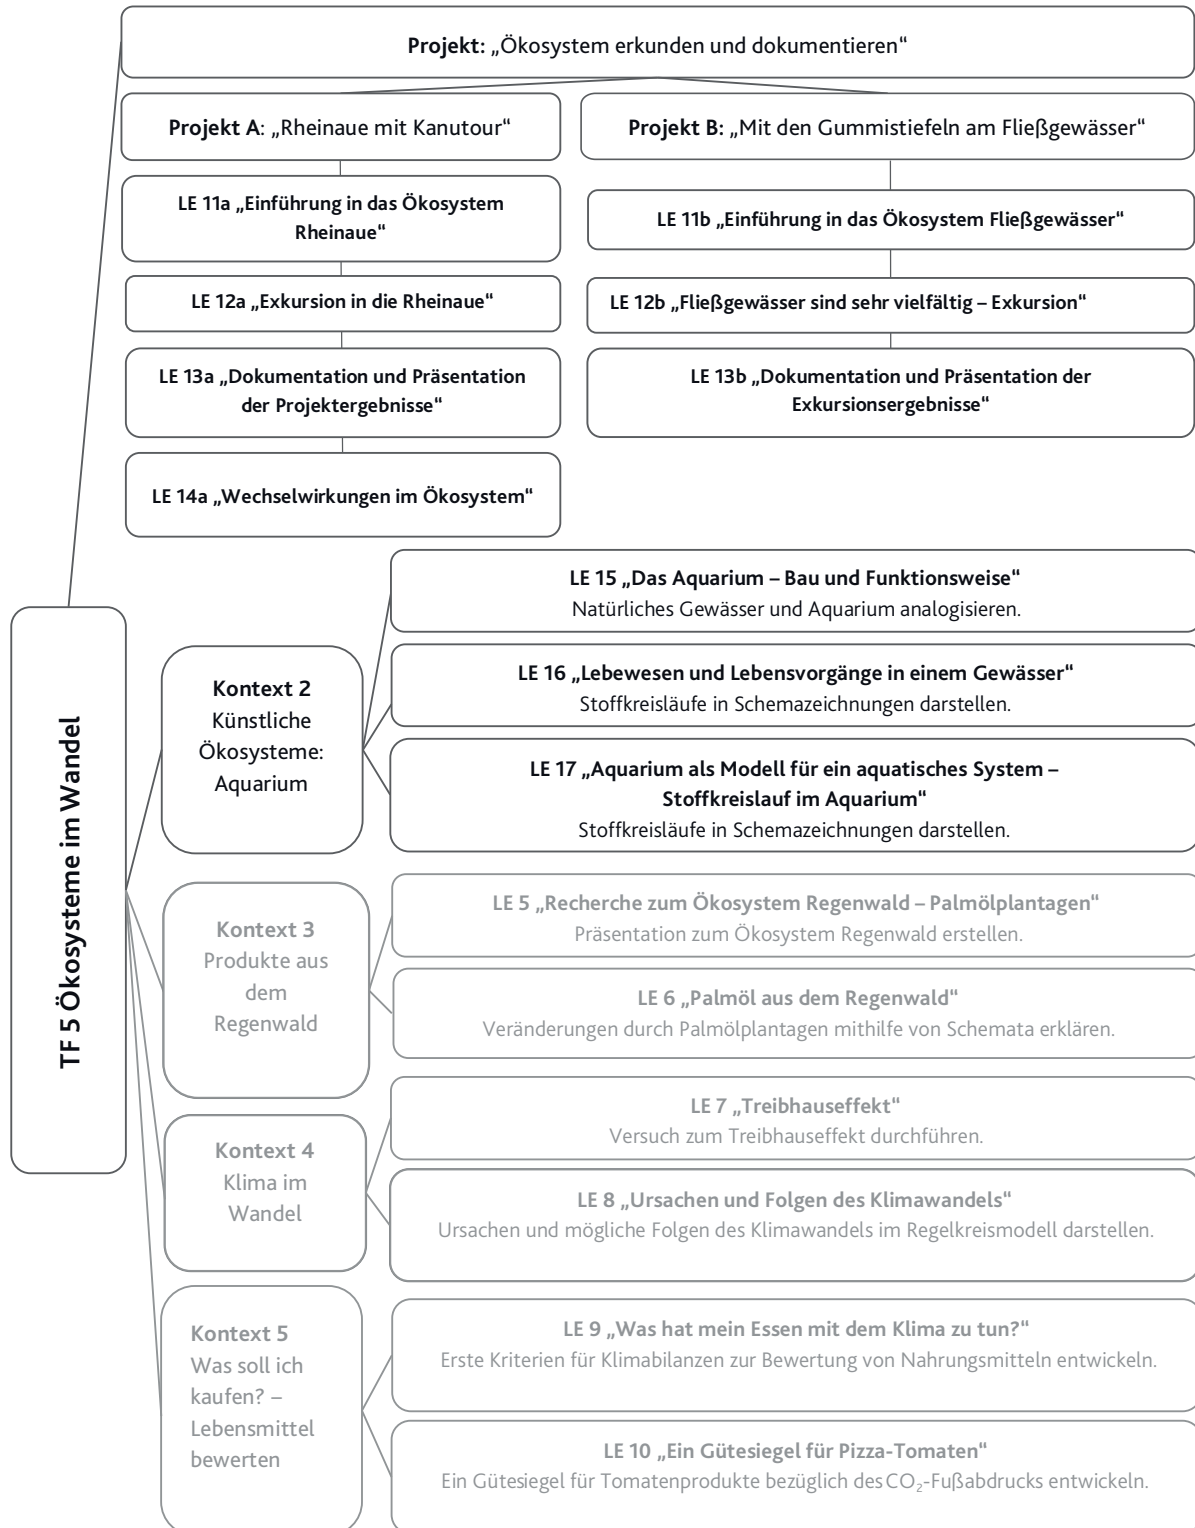 Projekt: „Ökosystem erkunden und dokumentieren“
Projekt A: „Rheinaue mit Kanutour“
LE 11a „Einführung in das Ökosystem
Rheinaue“
LE 12a „Exkursion in die Rheinaue“
LE 13a „Dokumentation und Präsentation
der Projektergebnisse“
LE 14a „Wechselwirkungen im Ökosystem“
Projekt B: „Mit den Gummistiefeln am Fließgewässer“
LE 11b „Einführung in das Ökosystem Fließgewässer“
LE 12b „Fließgewässer sind sehr vielfältig – Exkursion“
LE 13b „Dokumentation und Präsentation der
Exkursionsergebnisse“
TF 5 Ökosysteme im Wandel
Kontext 2
Künstliche
Ökosysteme:
Aquarium
LE 15 „Das Aquarium – Bau und Funktionsweise“
Natürliches Gewässer und Aquarium analogisieren.
LE 16 „Lebewesen und Lebensvorgänge in einem Gewässer“
Stoffkreisläufe in Schemazeichnungen darstellen.
LE 17 „Aquarium als Modell für ein aquatisches System –
Stoffkreislauf im Aquarium“
Stoffkreisläufe in Schemazeichnungen darstellen.
Kontext 3
Produkte aus
dem
Regenwald
LE 5 „Recherche zum Ökosystem Regenwald – Palmölplantagen“
Präsentation zum Ökosystem Regenwald erstellen.
LE 6 „Palmöl aus dem Regenwald“
Veränderungen durch Palmölplantagen mithilfe von Schemata erklären.
Kontext 4
Klima im
Wandel
LE 7 „Treibhauseffekt“
Versuch zum Treibhauseffekt durchführen.
LE 8 „Ursachen und Folgen des Klimawandels“
Ursachen und mögliche Folgen des Klimawandels im Regelkreismodell darstellen.
Kontext 5
Was soll ich
kaufen? –
Lebensmittel
bewerten
LE 9 „Was hat mein Essen mit dem Klima zu tun?“
Erste Kriterien für Klimabilanzen zur Bewertung von Nahrungsmitteln entwickeln.
LE 10 „Ein Gütesiegel für Pizza-Tomaten“
Ein Gütesiegel für Tomatenprodukte bezüglich des CO₂-Fußabdrucks entwickeln.